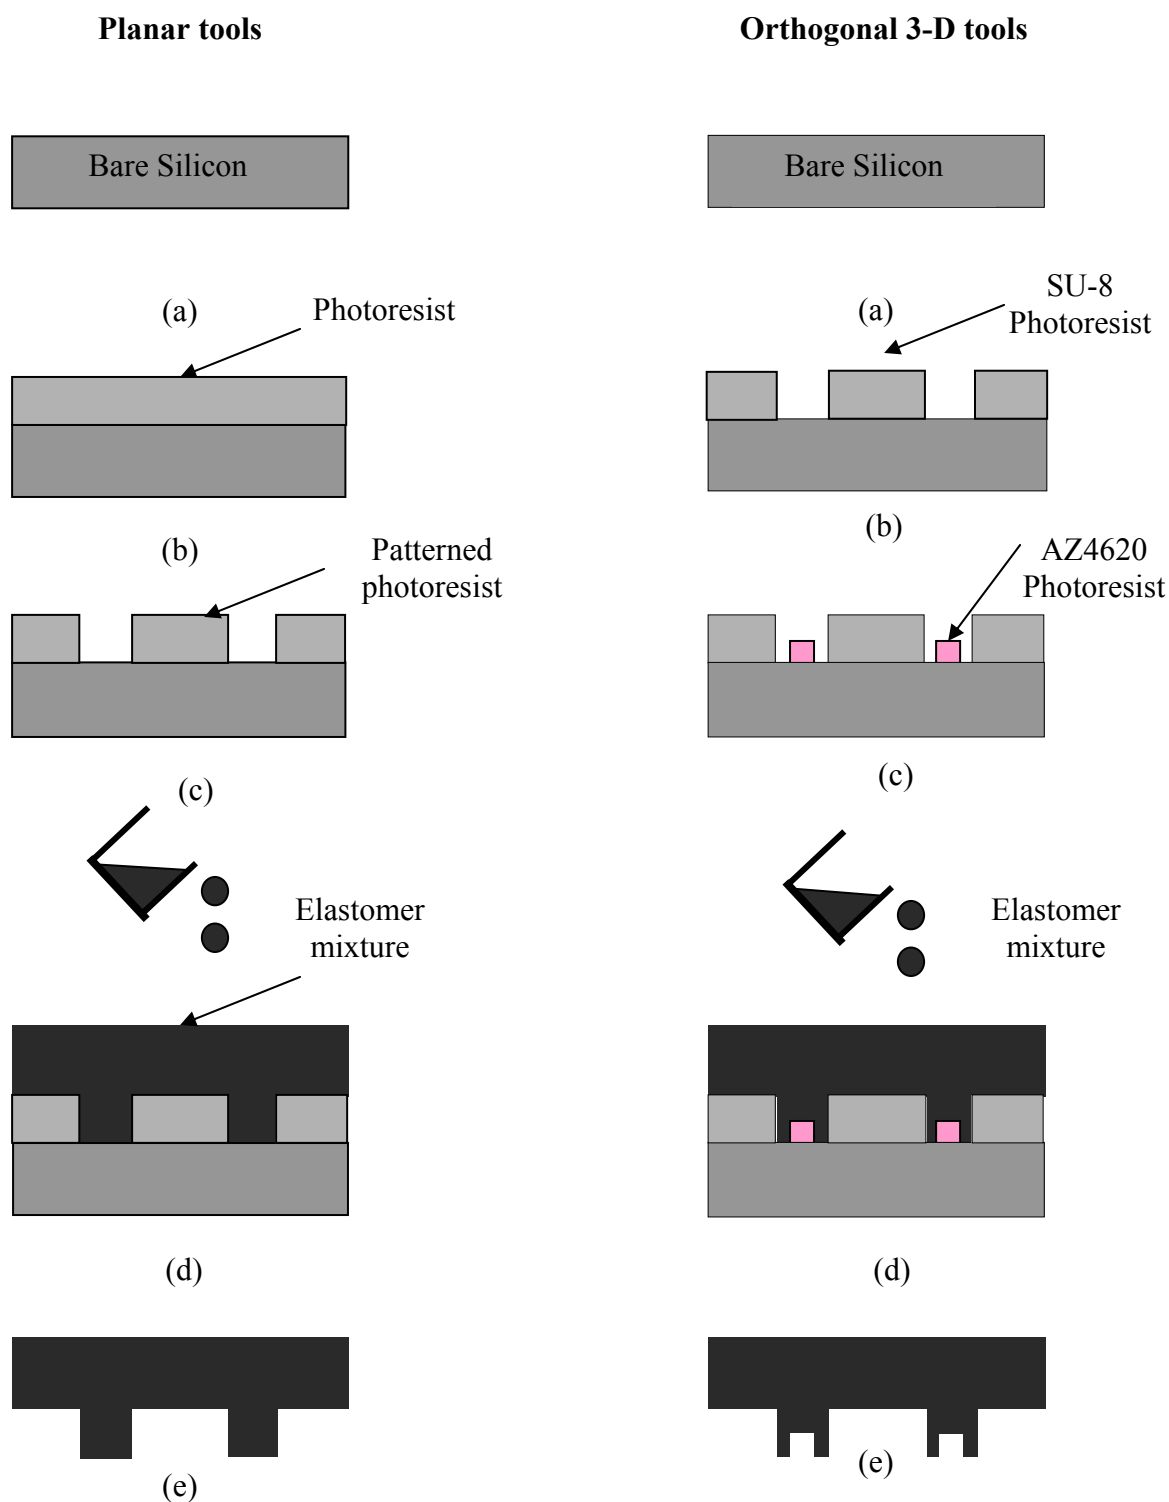 Planar tools
Orthogonal 3-D tools
Bare Silicon
Bare Silicon
(a)
Photoresist
(a)
SU-8
Photoresist
(b)
Patterned
photoresist
(b)
AZ4620
Photoresist
(c)
(c)
Elastomer
mixture
Elastomer
mixture
(d)
(d)
(e)
(e)